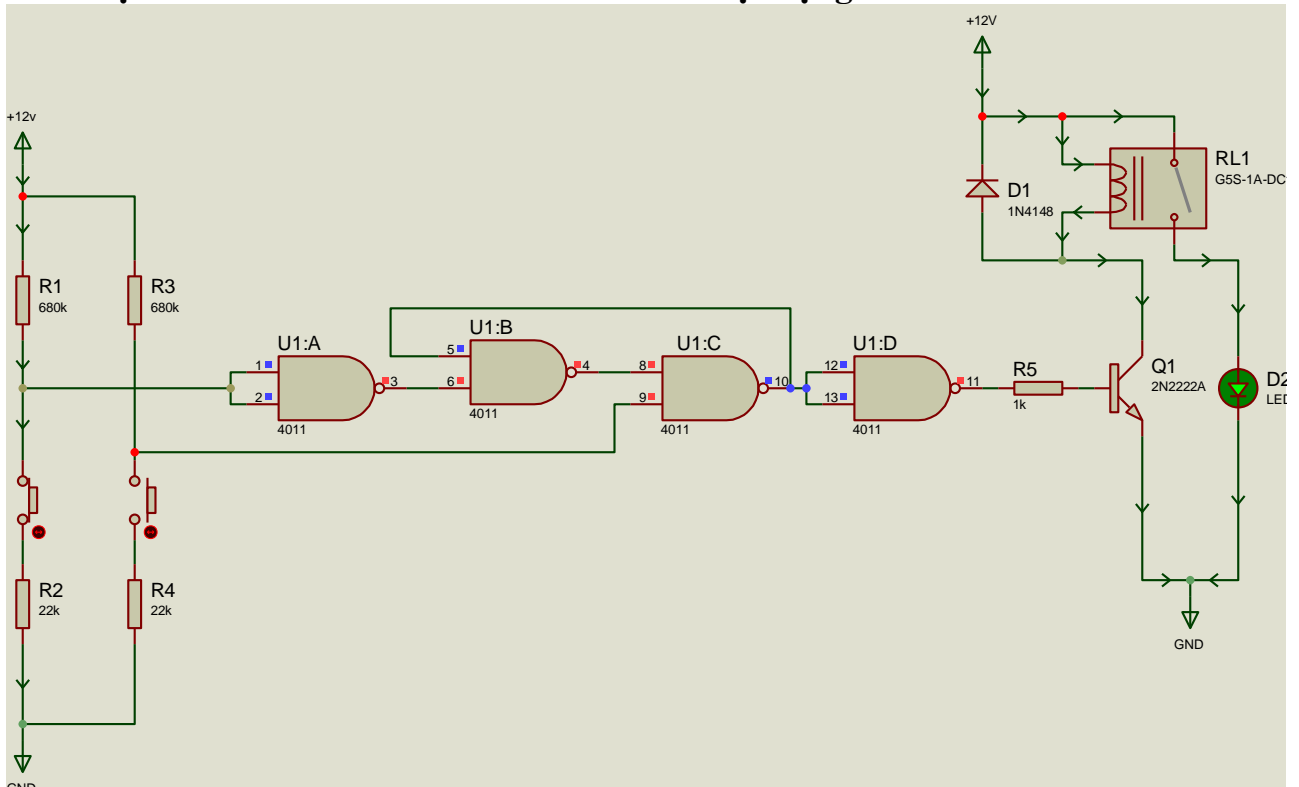 +12V
+12v
RL1
G5S-1A-DC
D1
1N4148
R1
680k
R3
680k
U1:A
1
2
3
4011
U1:B
5
6
4
4011
U1:C
8
9
10
4011
U1:D
12
13
11
4011
R5
1k
Q1
2N2222A
D2
LED
R2
22k
R4
22k
GND
GND